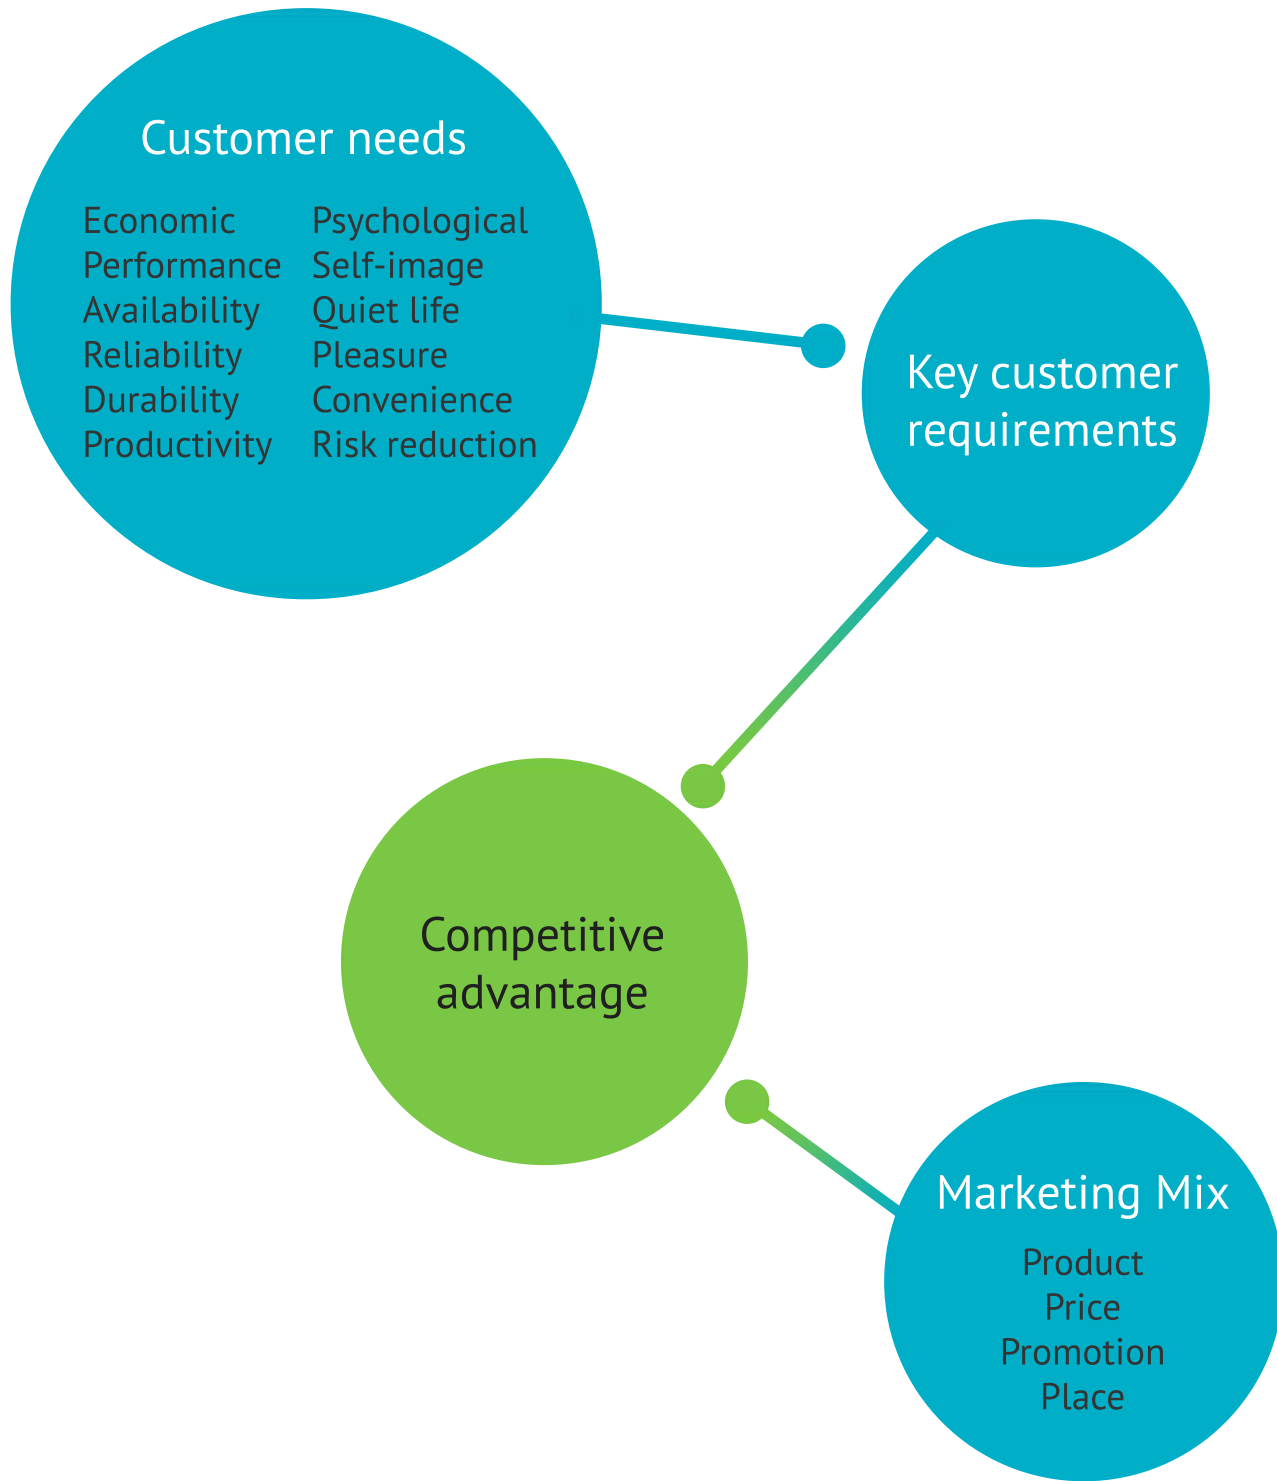 Customer needs
Economic
Performance
Availability
Reliability
Durability
Productivity
Psychological
Self-image
Quiet life
Pleasure
Convenience
Risk reduction
Key customer
requirements
Competitive
advantage
Marketing Mix
Product
Price
Promotion
Place